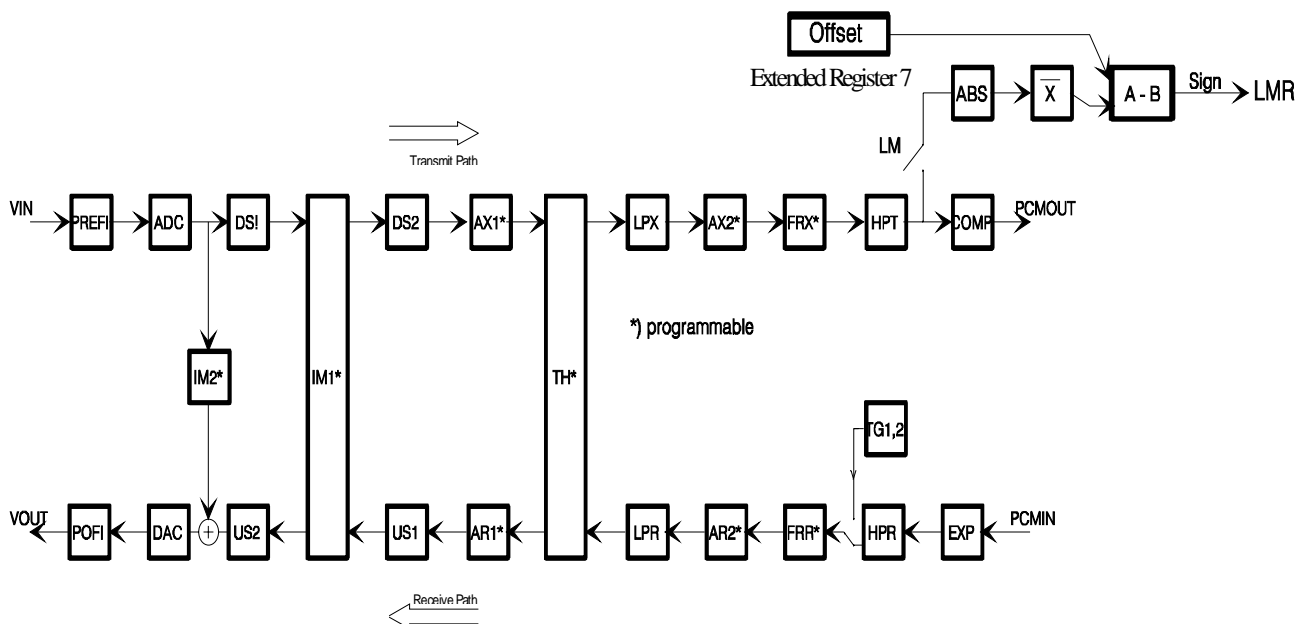 Offset
Extended Register 7
ABS
X
A - B
Sign
LMR
Transmit Path
LM
VIN
PREFI
ADC
DS!
DS2
AX1*
LPX
AX2*
FRX*
HPT
COMP
PCMOUT
*) programmable
IM2*
IM1*
TH*
TG1,2
VOUT
POFI
DAC
+
US2
US1
AR1*
LPR
AR2*
FRR*
HPR
EXP
PCMIN
Receive Path